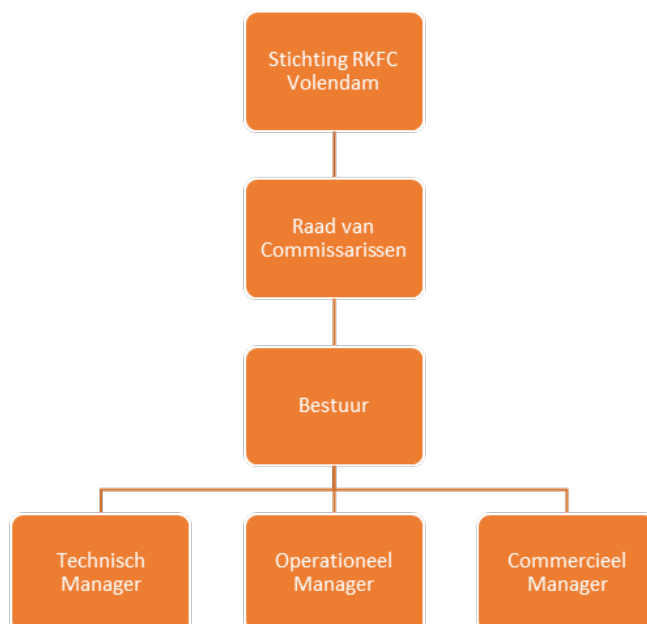 Stichting RKFC
Volendam
Raad van
Commissarissen
Bestuur
Technisch
Manager
Operationeel
Manager
Commercieel
Manager